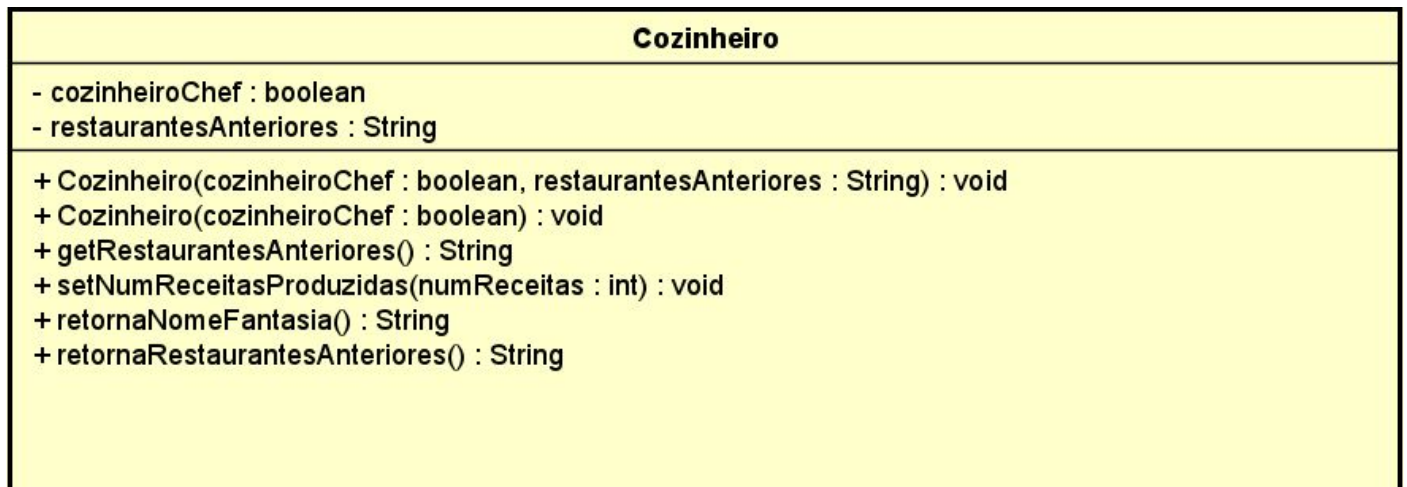 Cozinheiro
- cozinheiroChef : boolean
- restaurantesAnteriores : String
+ Cozinheiro(cozinheiroChef : boolean, restaurantesAnteriores : String) : void
+ Cozinheiro(cozinheiroChef : boolean) : void
+ getRestaurantesAnteriores() : String
+ setNumReceitasProduzidas(numReceitas : int) : void
+ retornaNomeFantasia() : String
+ retornaRestaurantesAnteriores() : String